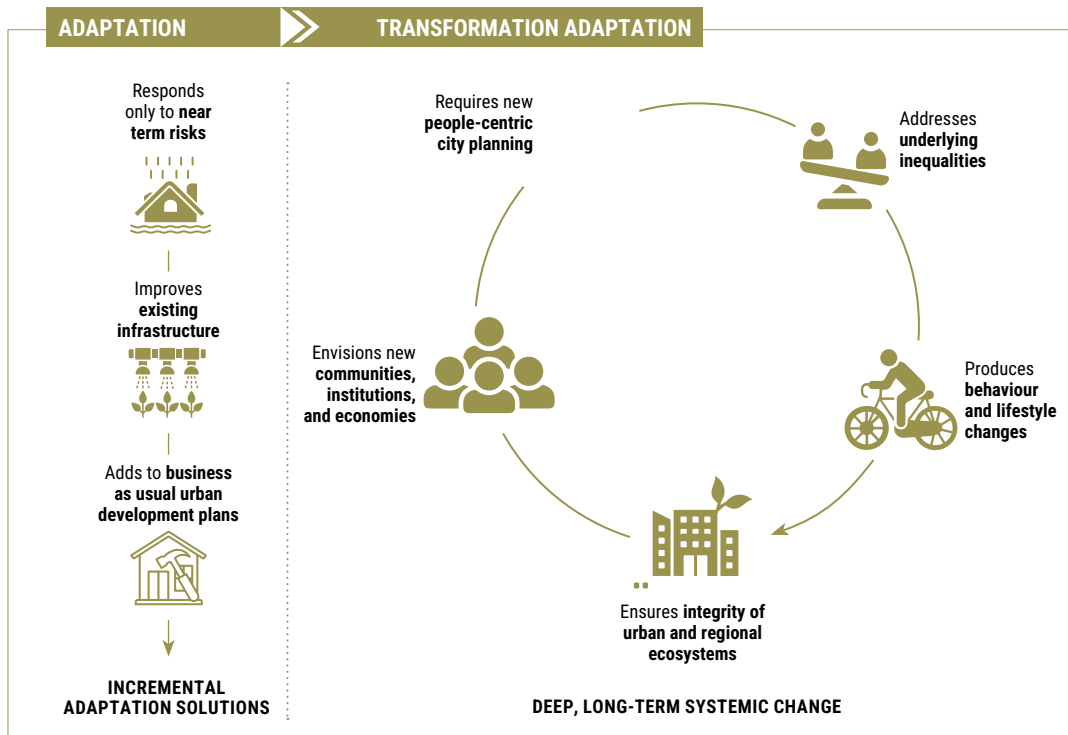 ADAPTATION
TRANSFORMATION ADAPTATION
Responds
only to near
term risks
Improves
existing
infrastructure
Adds to business
as usual urban
development plans
INCREMENTAL
ADAPTATION SOLUTIONS
Requires new
people-centric
city planning
Addresses
underlying
inequalities
Produces
behaviour
and lifestyle
changes
Ensures integrity of
urban and regional
ecosystems
Envisions new
communities,
institutions,
and economies
DEEP, LONG-TERM SYSTEMIC CHANGE